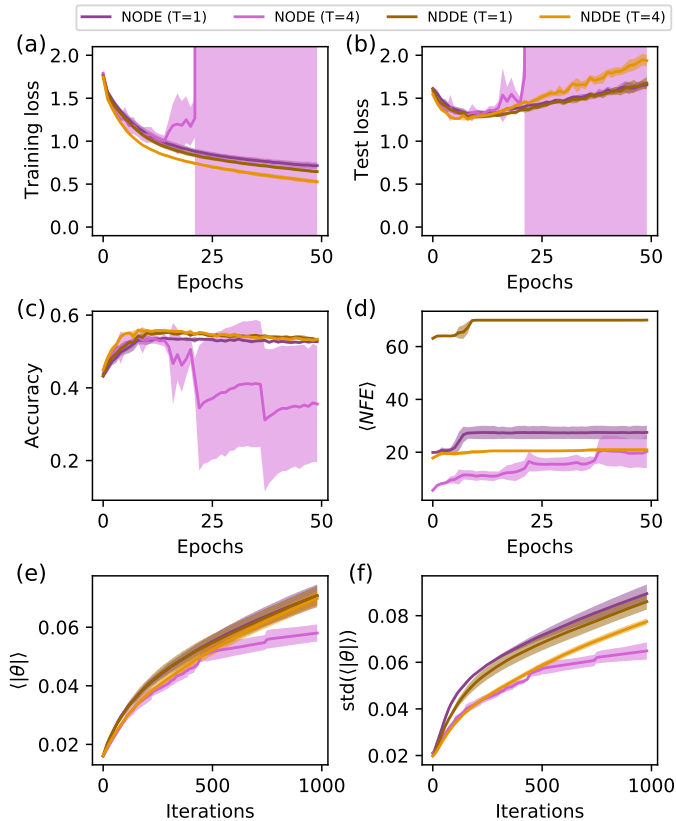 NODE (T=1) NODE (T=4) NDDE (T=1) NDDE (T=4)
(a) (b)
2.0
1.5
1.0
0.5
0.0
Training loss
0 25 50
Epochs
2.0
1.5
1.0
0.5
0.0
Test loss
0 25 50
Epochs
(c) (d)
0.6
0.4
0.2
Accuracy
0 25 50
Epochs
60
40
20
⟨NFE⟩
0 25 50
Epochs
(e) (f)
0.06
0.04
0.02
⟨|θ|⟩
0 500 1000
Iterations
0.08
0.06
0.04
0.02
std(⟨|θ|⟩)
0 500 1000
Iterations